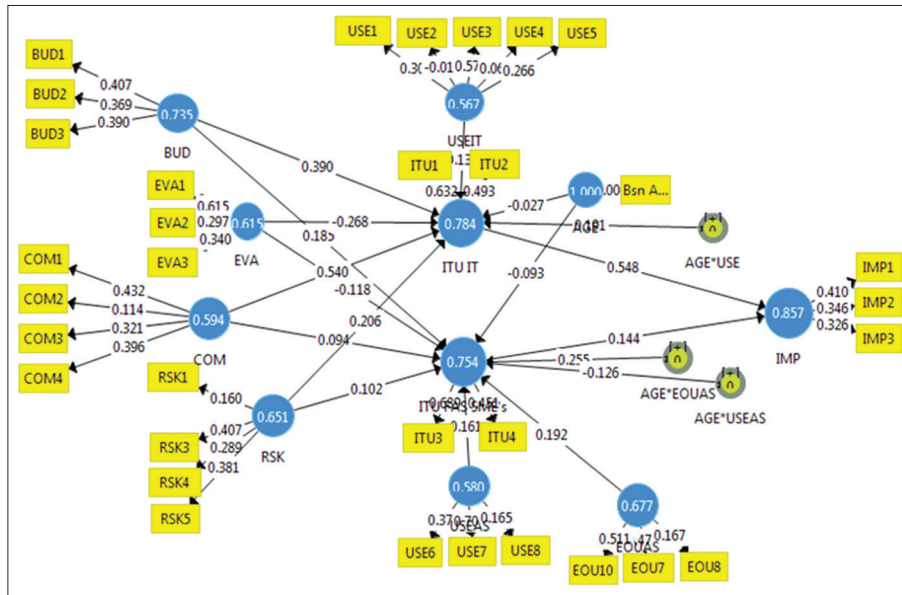 USE1 USE2 USE3 USE4 USE5
BUD1
BUD2
BUD3
0.407
0.369
0.390
0.735
BUD
-0.01
0.266
0.567
USEIT
ITU1 ITU2
0.632
0.493
0.784
ITU IT
0.390
EVA1
EVA2
EVA3
0.615
0.297
0.340
0.615
EVA
-0.268
0.185
-0.118
1.000
Bsn A...
AGE
-0.027
-0.093
[+]
AGE*USE
COM1
COM2
COM3
COM4
0.432
0.114
0.321
0.396
0.594
COM
0.540
0.094
0.206
0.548
0.144
0.857
IMP
0.410
0.346
0.326
IMP1
IMP2
IMP3
0.754
0.255
-0.126
[+]
AGE*EOUAS
[+]
AGE*USEAS
RSK1
RSK3
RSK4
RSK5
0.160
0.407
0.289
0.381
0.651
RSK
0.102
ITU3 ITU4
0.161
0.192
0.580
USEAS
0.165
USE6 USE7 USE8
0.677
EOUAS
0.511
0.167
EOU10 EOU7 EOU8